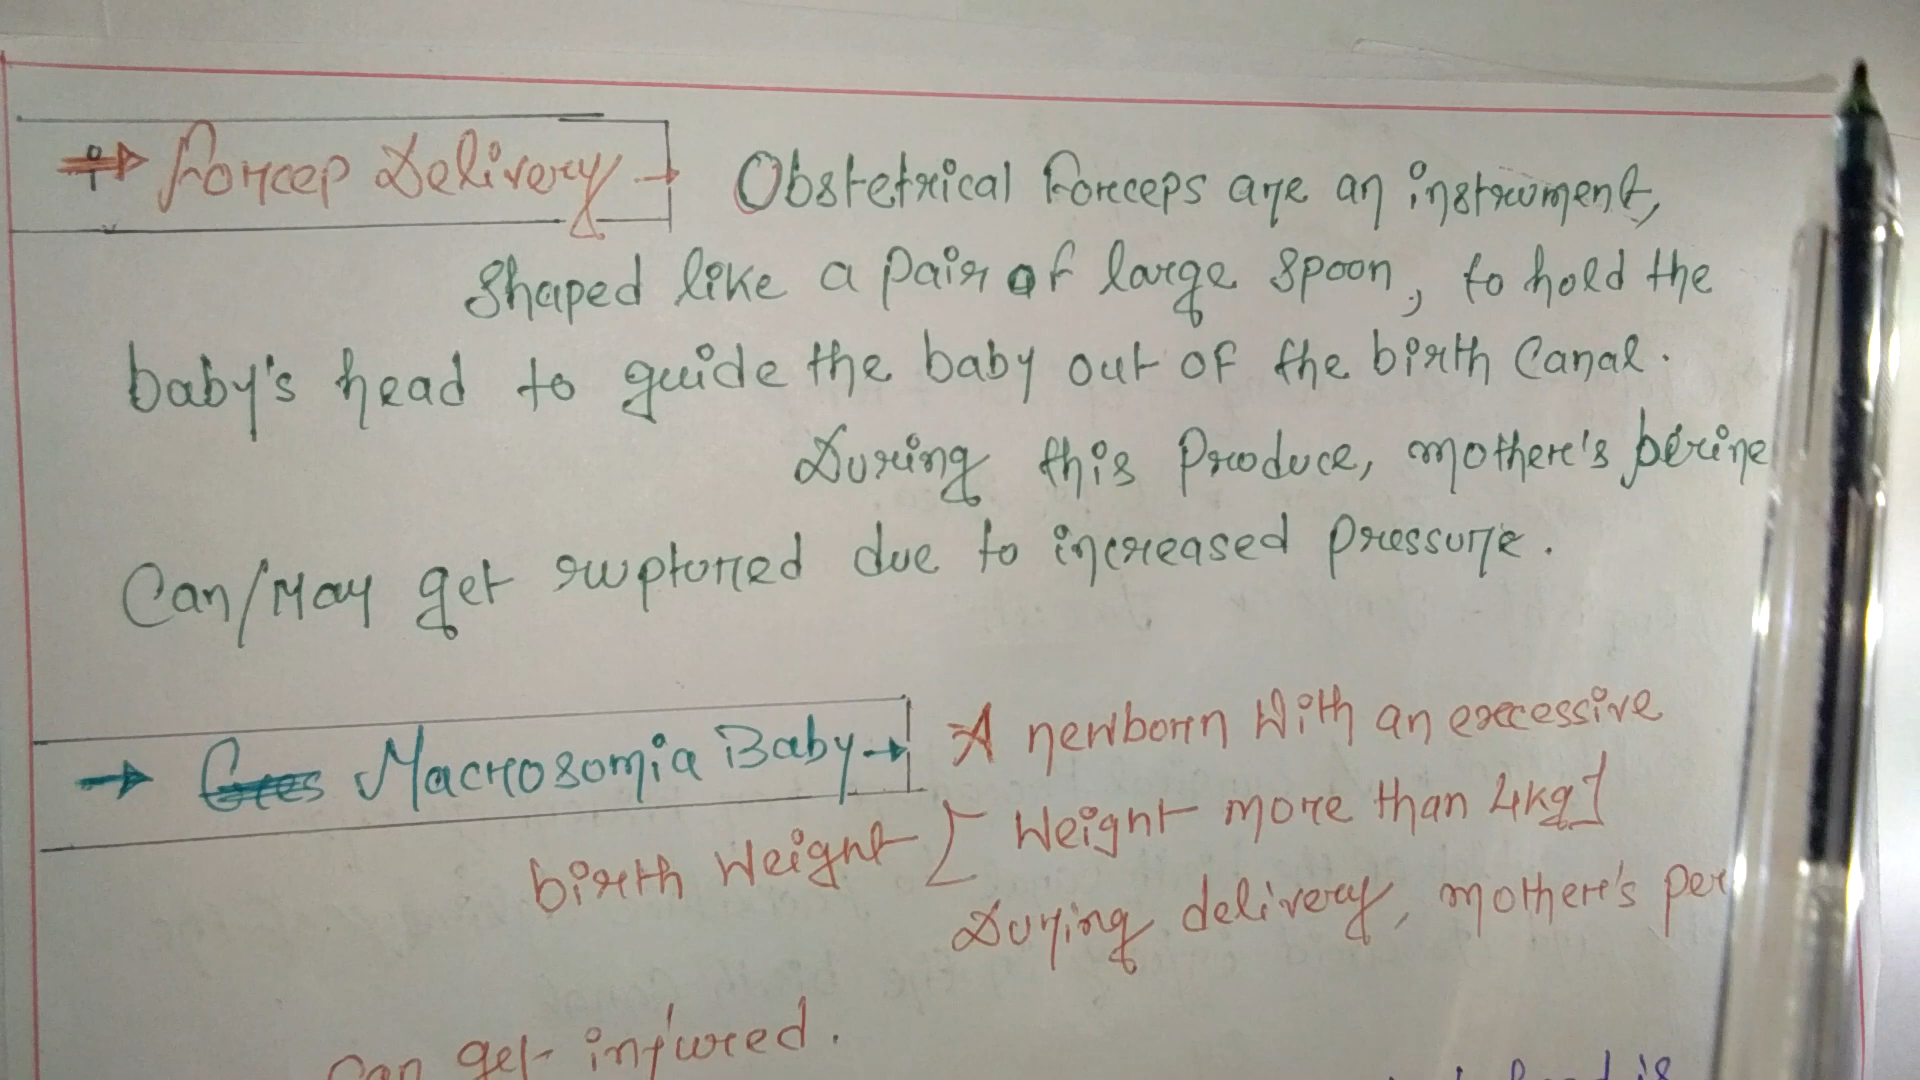 ⇒ Forcep Delivery → Obstetrical Forceps are an instrument,
Shaped like a pair of large spoon, to hold the
baby's head to guide the baby out of the birth Canal.
During this Produce, mother's perine
Can/May get ruptured due to increased pressure.
→ Macrosomia Baby → A newborn With an excessive
birth Weight [Weight more than 4kg]
During delivery, mother's per
Can get injured.
is